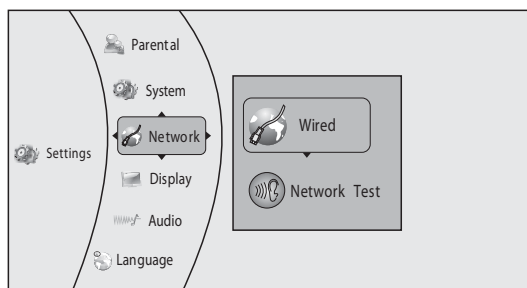 Settings
Parental
System
Network
Display
Audio
Language
Wired
Network Test